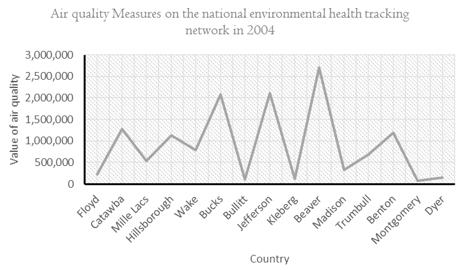 Air quality Measures on the national environmental health tracking
network in 2004
Value of air quality
3,000,000
2,500,000
2,000,000
1,500,000
1,000,000
500,000
0
Floyd
Catawba
Mille Lacs
Hillsborough
Wake
Bucks
Bullitt
Jefferson
Kleberg
Beaver
Madison
Trumbull
Benton
Montgomery
Dyer
Country